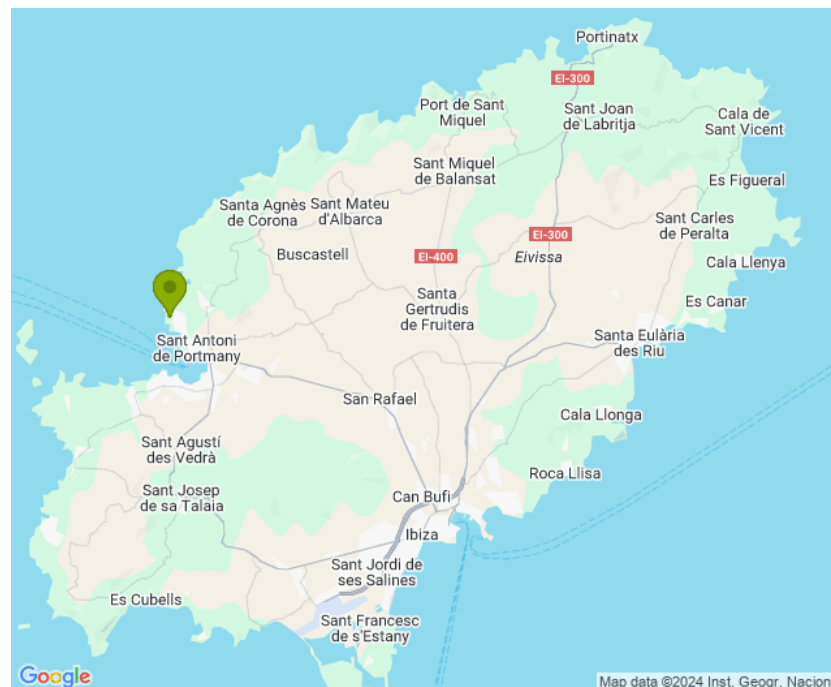 Portinatx
EI-300
Port de Sant
Miquel
Sant Joan
de Labritja
Cala de
Sant Vicent
Sant Miquel
de Balansat
Es Figueral
Santa Agnès
de Corona
Sant Mateu
d'Albarca
Sant Carles
de Peralta
EI-300
Buscastell
EI-400
Eivissa
Cala Llenya
Santa
Gertrudis
de Fruitera
Es Canar
Sant Antoni
de Portmany
Santa Eulària
des Riu
San Rafael
Cala Llonga
Sant Agustí
des Vedrà
Roca Llisa
Sant Josep
de sa Talaia
Can Bufi
Ibiza
Sant Jordi de
ses Salines
Es Cubells
Sant Francesc
de s'Estany
Google
Map data ©2024 Inst. Geogr. Nacion